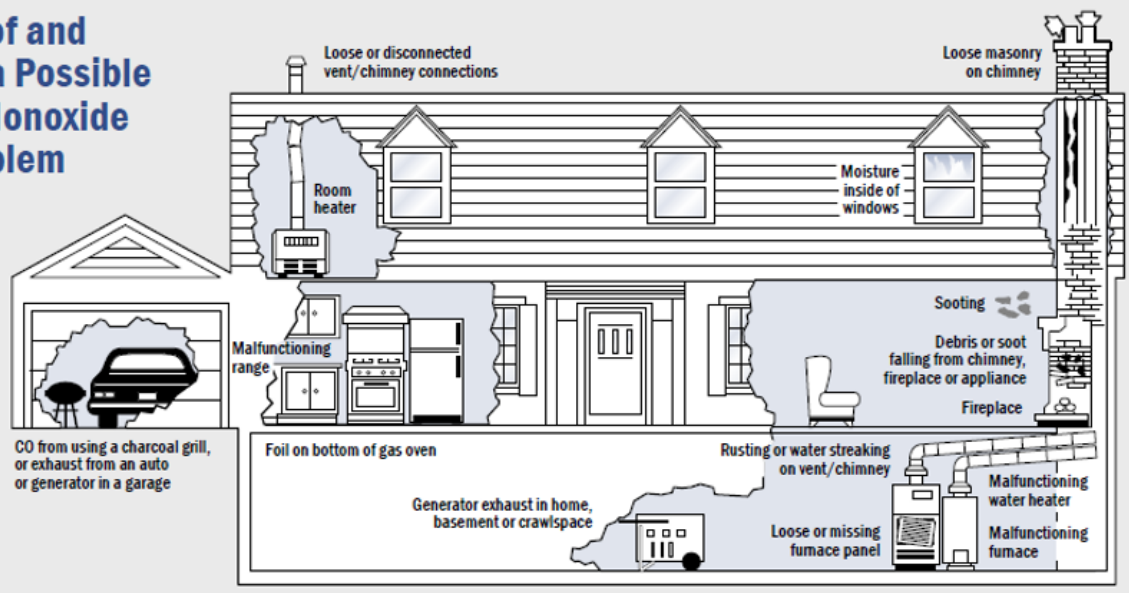 of and
Possible
onoxide
lem
Loose or disconnected
vent/chimney connections
Loose masonry
on chimney
Room
heater
Moisture
inside of
windows
Sooting
Malfunctioning
range
Debris or soot
falling from chimney,
fireplace or appliance
Fireplace
CO from using a charcoal grill,
or exhaust from an auto
or generator in a garage
Foil on bottom of gas oven
Rusting or water streaking
on vent/chimney
Generator exhaust in home,
basement or crawlspace
Loose or missing
furnace panel
Malfunctioning
water heater
Malfunctioning
furnace